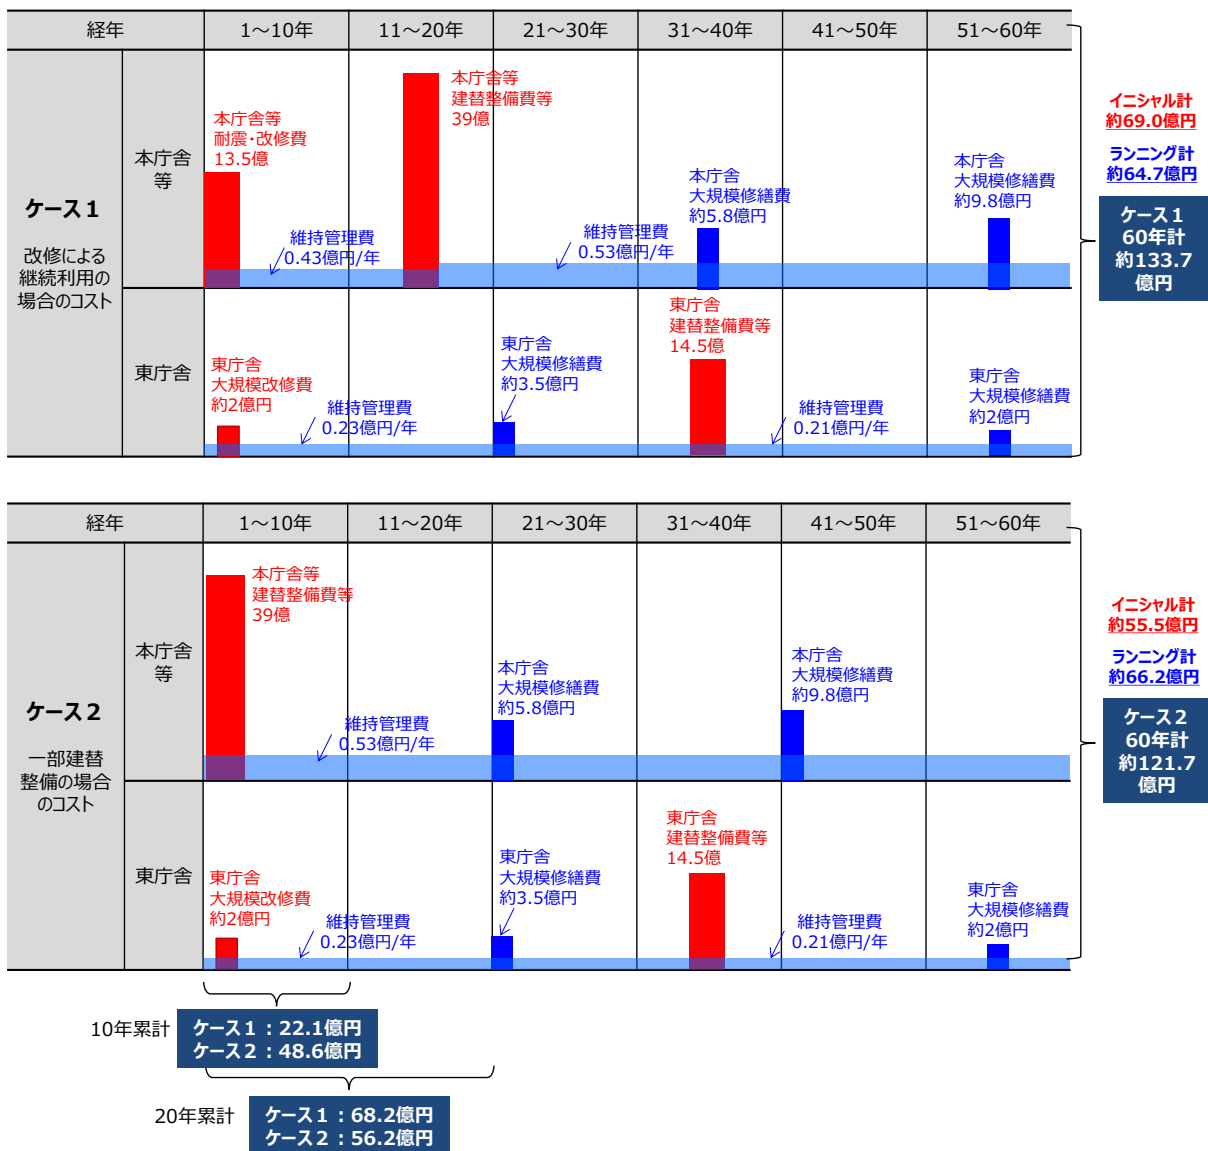 経年
1～10年
11～20年
21～30年
31～40年
41～50年
51～60年
ケース１
改修による
継続利用の
場合のコスト
本庁舎
等
本庁舎等
耐震・改修費
13.5億
本庁舎等
建替整備費等
39億
維持管理費
0.43億円/年
維持管理費
0.53億円/年
本庁舎
大規模修繕費
約5.8億円
本庁舎
大規模修繕費
約9.8億円
東庁舎
東庁舎
大規模改修費
約2億円
維持管理費
0.23億円/年
東庁舎
大規模修繕費
約3.5億円
東庁舎
建替整備費等
14.5億
維持管理費
0.21億円/年
東庁舎
大規模修繕費
約2億円
イニシャル計
約69.0億円
ランニング計
約64.7億円
ケース１
60年計
約133.7
億円
経年
1～10年
11～20年
21～30年
31～40年
41～50年
51～60年
ケース２
一部建替
整備の場合
のコスト
本庁舎
等
本庁舎等
建替整備費等
39億
維持管理費
0.53億円/年
本庁舎
大規模修繕費
約5.8億円
本庁舎
大規模修繕費
約9.8億円
東庁舎
東庁舎
大規模改修費
約2億円
維持管理費
0.23億円/年
東庁舎
大規模修繕費
約3.5億円
東庁舎
建替整備費等
14.5億
維持管理費
0.21億円/年
東庁舎
大規模修繕費
約2億円
イニシャル計
約55.5億円
ランニング計
約66.2億円
ケース２
60年計
約121.7
億円
10年累計
ケース１：22.1億円
ケース２：48.6億円
20年累計
ケース１：68.2億円
ケース２：56.2億円